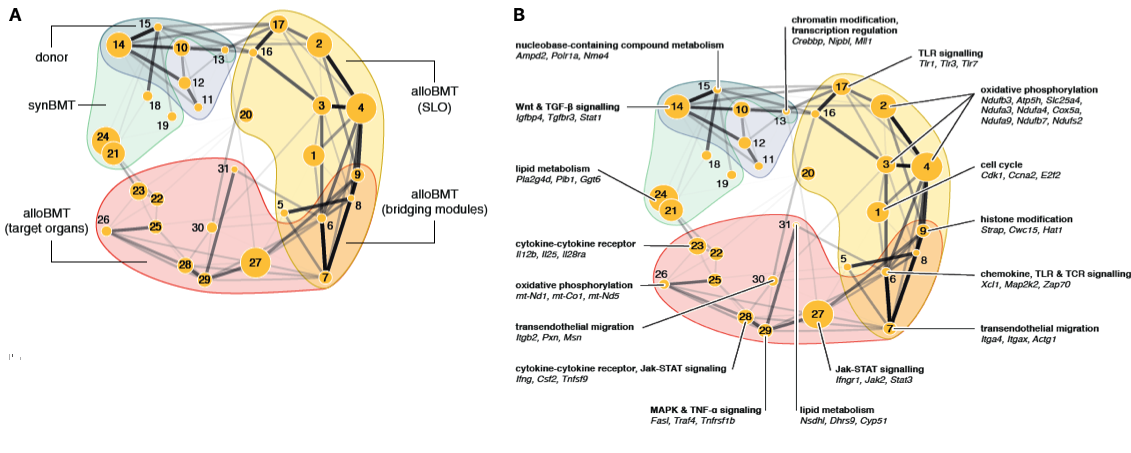 A
donor
synBMT
alloBMT
(SLO)
alloBMT
(bridging modules)
alloBMT
(target organs)
15
14
10
13
12
11
18
19
17
16
2
3
4
20
24
21
1
9
31
23
22
5
8
26
25
30
6
28
29
27
7
B
chromatin modification,
transcription regulation
Crebbp, Nipbl, Mll1
nucleobase-containing compound metabolism
Ampd2, Polr1a, Nme4
TLR signalling
Tlr1, Tlr3, Tlr7
Wnt & TGF-β signalling
Igfbp4, Tgfbr3, Stat1
oxidative phosphorylation
Ndufb3, Atp5h, Slc25a4,
Ndufa3, Ndufa4, Cox5a,
Ndufa9, Ndufb7, Ndufs2
lipid metabolism
Pla2g4d, Pib1, Ggt6
cell cycle
Cdk1, Ccna2, E2f2
histone modification
Strap, Cwc15, Hat1
cytokine-cytokine receptor
Il12b, Il25, Il28ra
chemokine, TLR & TCR signalling
Xcl1, Map2k2, Zap70
oxidative phosphorylation
mt-Nd1, mt-Co1, mt-Nd5
transendothelial migration
Itgb2, Pxn, Msn
transendothelial migration
Itga4, Itgax, Actg1
cytokine-cytokine receptor, Jak-STAT signaling
Ifng, Csf2, Tnfsf9
Jak-STAT signalling
Ifngr1, Jak2, Stat3
MAPK & TNF-α signaling
Fasl, Traf4, Tnfrsf1b
lipid metabolism
Nsdhl, Dhrs9, Cyp51
15
14
10
13
12
11
18
19
17
16
2
3
4
20
24
21
1
9
31
23
22
5
8
26
25
30
6
28
29
27
7